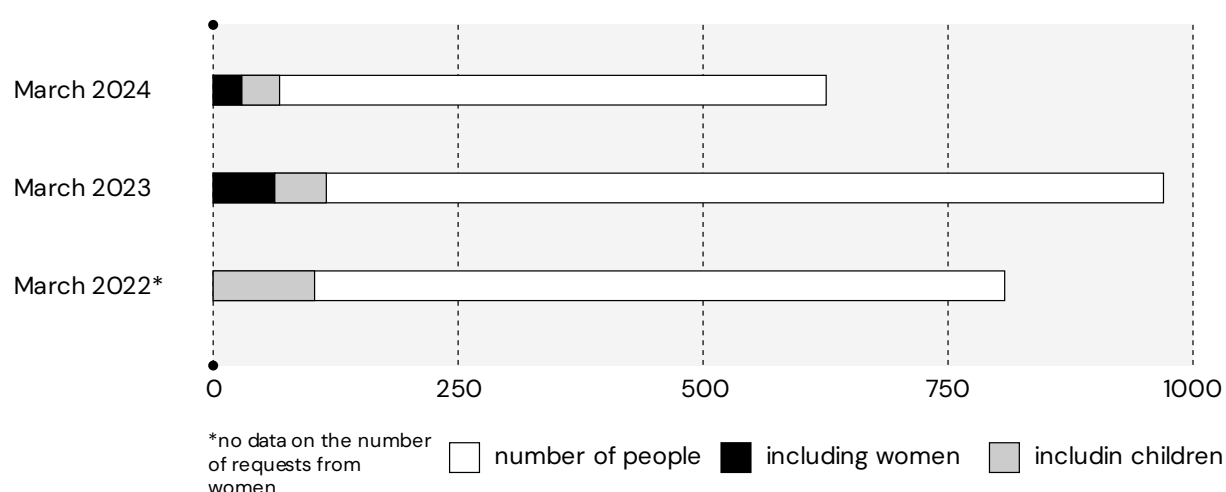 March 2024
March 2023
March 2022*
0 250 500 750 1000
*no data on the number
of requests from
women
number of people
including women
includin children